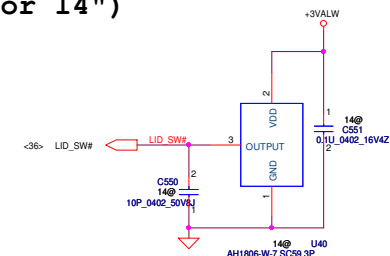 or 14")
+3VALW
2
VDD
1
14@
C551
0.1U_0402_16V4Z
2
<36> LID_SW#
LID_SW#
3
OUTPUT
GND
C550
2
14@
10P_0402_50V8J
1
1
14@
U40
AH1806-W-7 SC59 3P